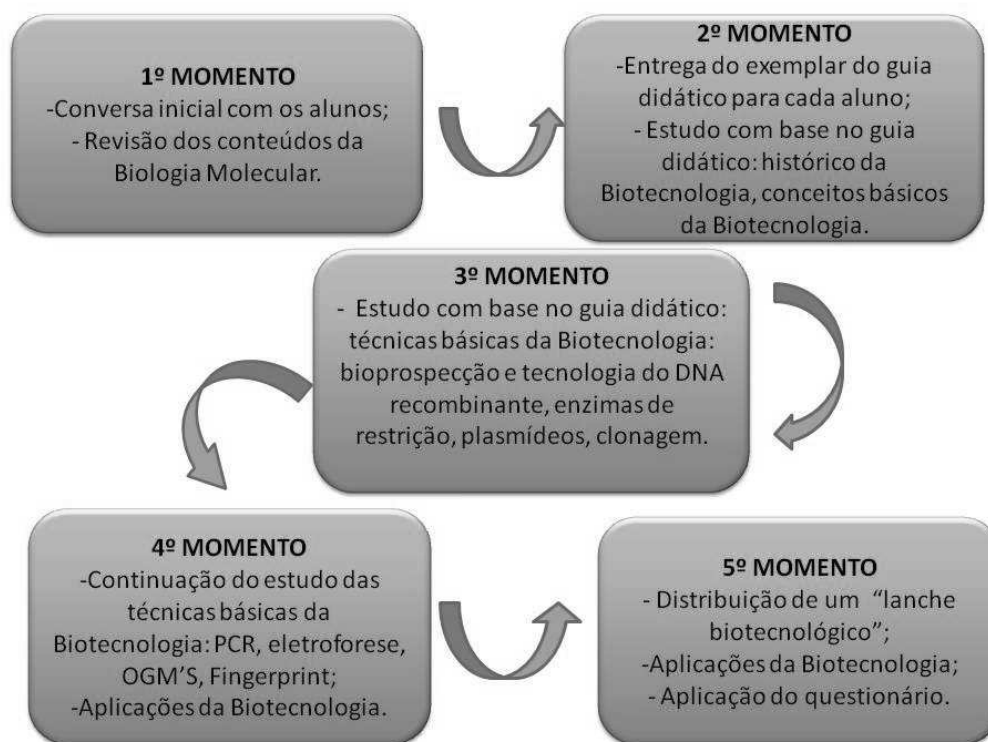 1º MOMENTO
-Conversa inicial com os alunos;
- Revisão dos conteúdos da
Biologia Molecular.
2º MOMENTO
-Entrega do exemplar do guia
didático para cada aluno;
- Estudo com base no guia
didático: histórico da
Biotecnologia, conceitos básicos
da Biotecnologia.
3º MOMENTO
- Estudo com base no guia didático:
técnicas básicas da Biotecnologia:
bioprospecção e tecnologia do DNA
recombinante, enzimas de
restrição, plasmídeos, clonagem.
4º MOMENTO
-Continuação do estudo das
técnicas básicas da
Biotecnologia: PCR, eletroforese,
OGM'S, Fingerprint;
-Aplicações da Biotecnologia.
5º MOMENTO
- Distribuição de um “lanche
biotecnológico”;
-Aplicações da Biotecnologia;
- Aplicação do questionário.